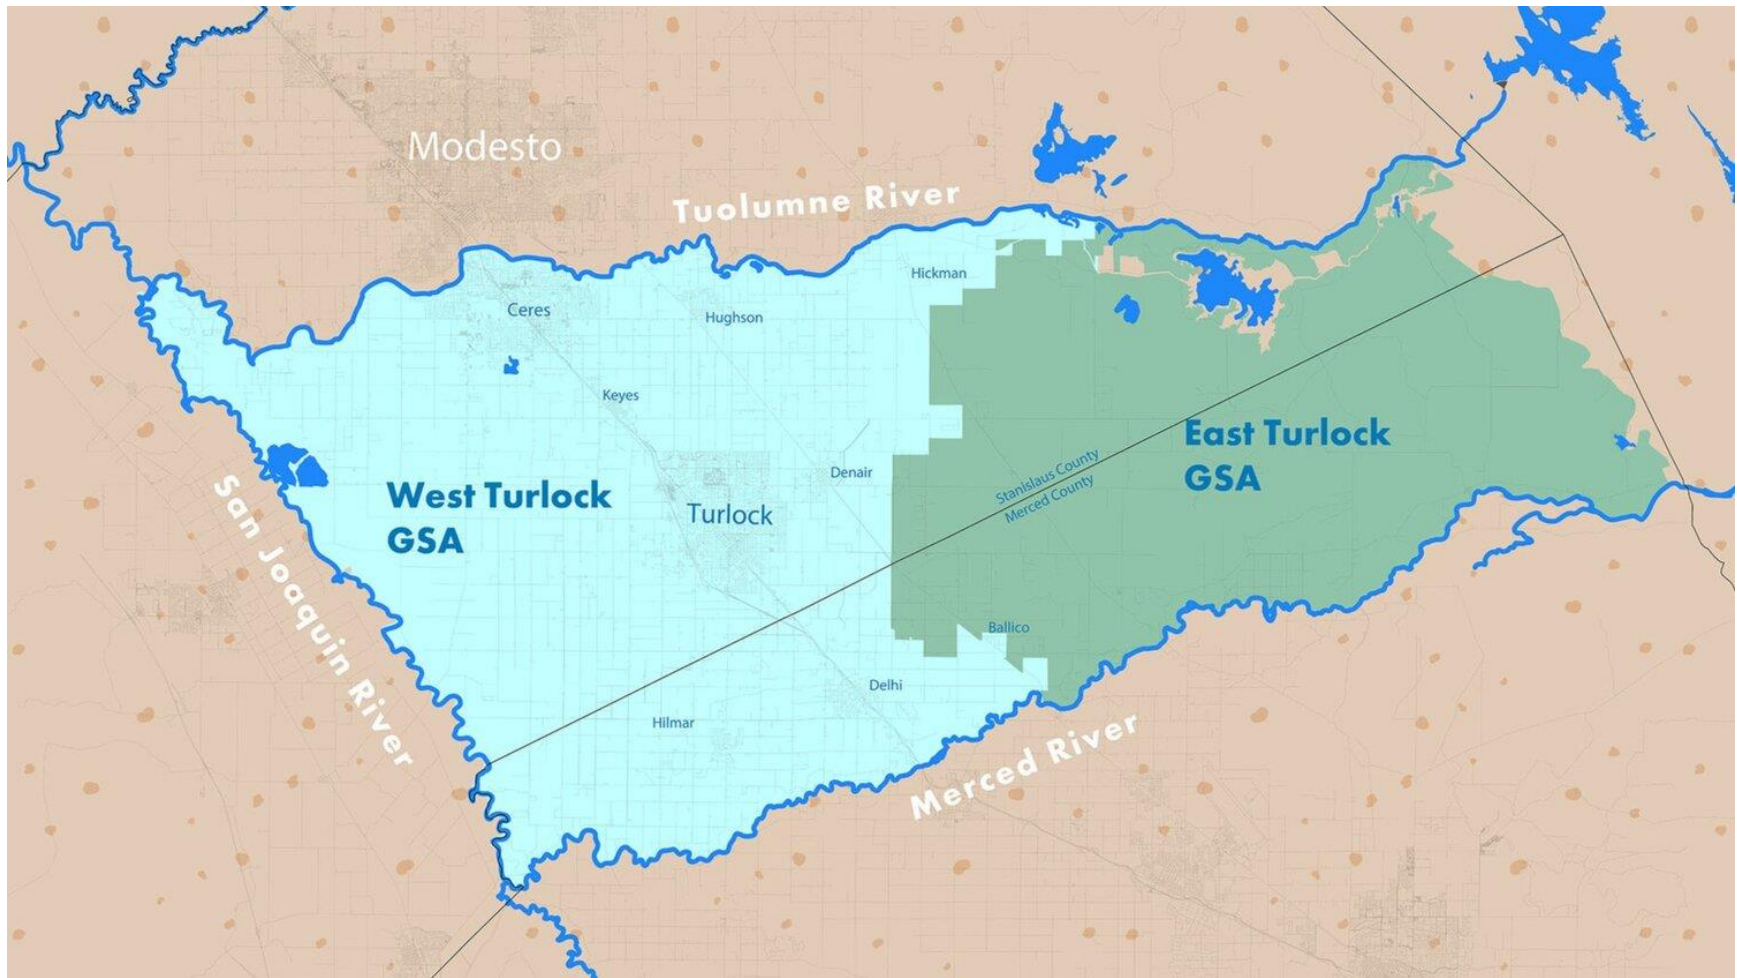 Modesto
Tuolumne River
Hickman
Ceres
Hughson
Keyes
East Turlock
GSA
Denair
Stanislaus County
Merced County
West Turlock
GSA
Turlock
San Joaquin River
Ballico
Delhi
Hilmar
Merced River